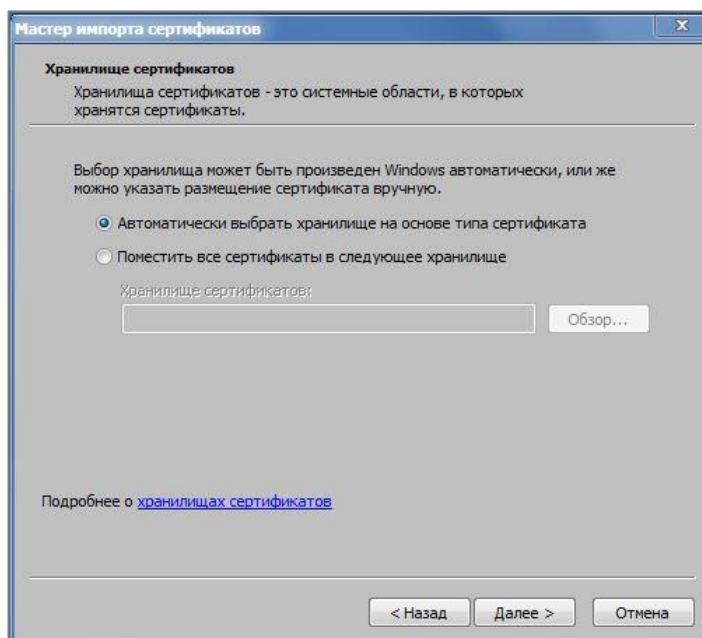 Мастер импорта сертификатов
Хранилище сертификатов
Хранилища сертификатов - это системные области, в которых
хранятся сертификаты.
Выбор хранилища может быть произведен Windows автоматически, или же
можно указать размещение сертификата вручную.
Автоматически выбрать хранилище на основе типа сертификата
Поместить все сертификаты в следующее хранилище
Хранилище сертификатов:
Обзор...
Подробнее о хранилищах сертификатов
< Назад Далее > Отмена